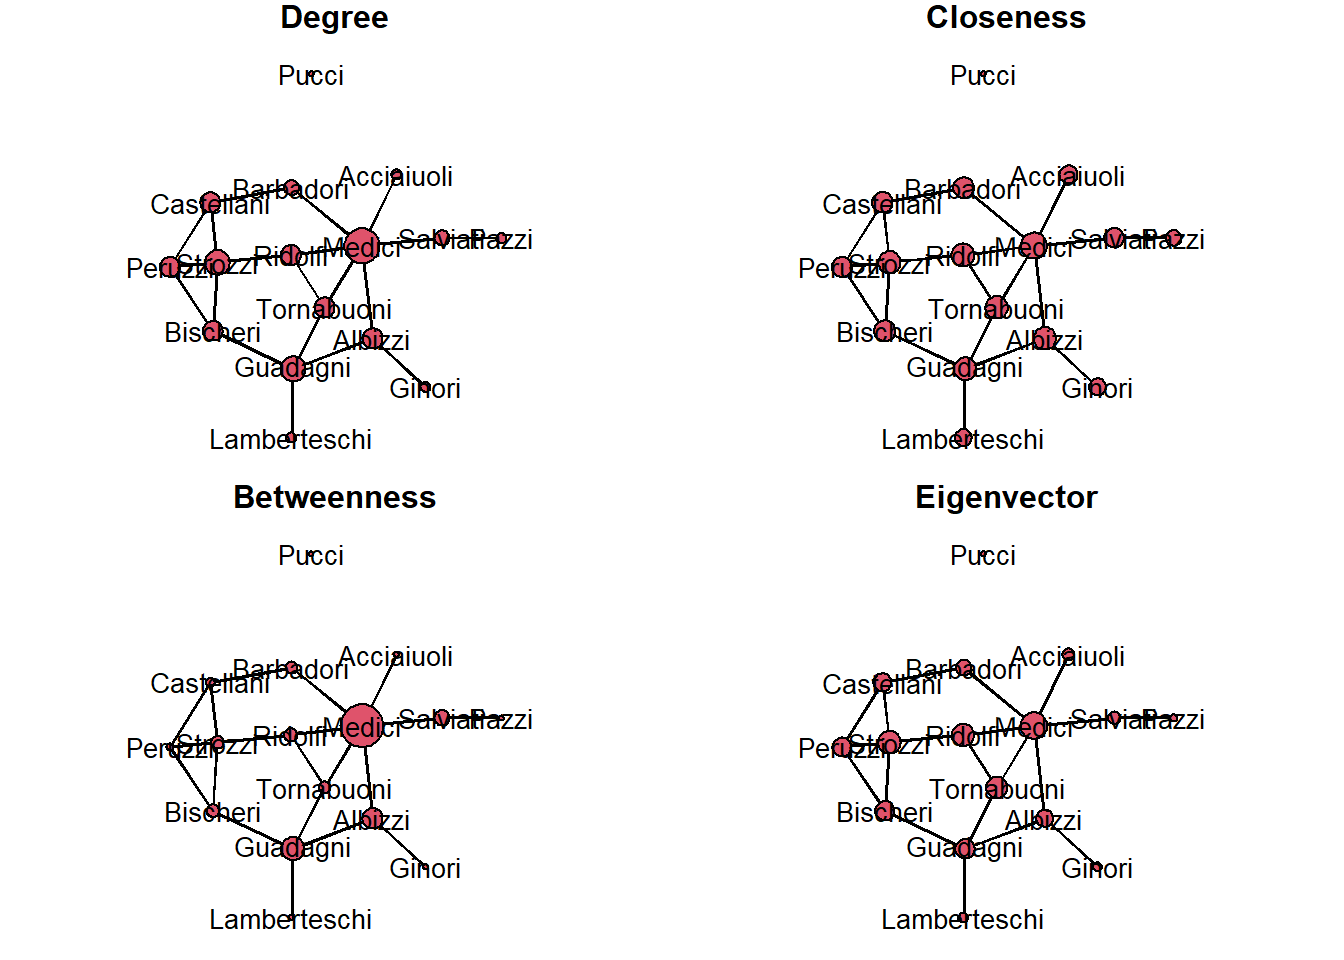 Degree
Pucci
Acciaiuoli
Barbadori
Castellani
Medici
Salviati
Pazzi
Ridolfi
Strozzi
Peruzzi
Tornabuoni
Bischeri
Albizzi
Guadagni
Ginori
Lamberteschi
Closeness
Pucci
Acciaiuoli
Barbadori
Castellani
Medici
Salviati
Pazzi
Ridolfi
Strozzi
Peruzzi
Tornabuoni
Bischeri
Albizzi
Guadagni
Ginori
Lamberteschi
Betweenness
Pucci
Acciaiuoli
Barbadori
Castellani
Medici
Salviati
Pazzi
Ridolfi
Strozzi
Peruzzi
Tornabuoni
Bischeri
Albizzi
Guadagni
Ginori
Lamberteschi
Eigenvector
Pucci
Acciaiuoli
Barbadori
Castellani
Medici
Salviati
Pazzi
Ridolfi
Strozzi
Peruzzi
Tornabuoni
Bischeri
Albizzi
Guadagni
Ginori
Lamberteschi